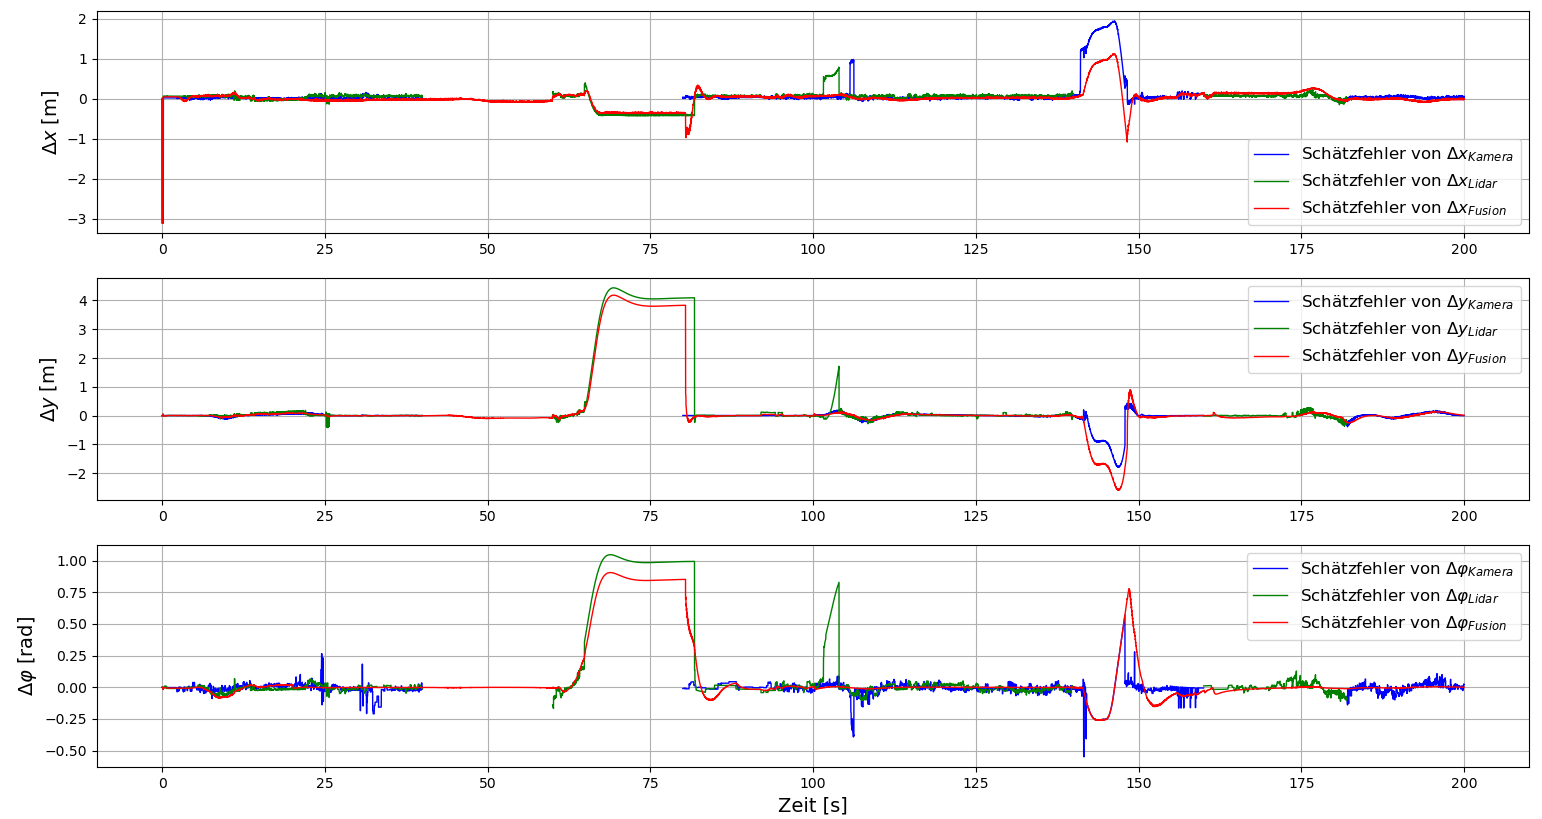 2
1
0
−1
−2
−3
Δx [m]
Schätzfehler von Δx_Kamera
Schätzfehler von Δx_Lidar
Schätzfehler von Δx_Fusion
0 25 50 75 100 125 150 175 200
4
3
2
1
0
−1
−2
Δy [m]
Schätzfehler von Δy_Kamera
Schätzfehler von Δy_Lidar
Schätzfehler von Δy_Fusion
0 25 50 75 100 125 150 175 200
1.00
0.75
0.50
0.25
0.00
−0.25
−0.50
Δφ [rad]
Schätzfehler von Δφ_Kamera
Schätzfehler von Δφ_Lidar
Schätzfehler von Δφ_Fusion
0 25 50 75 100 125 150 175 200
Zeit [s]